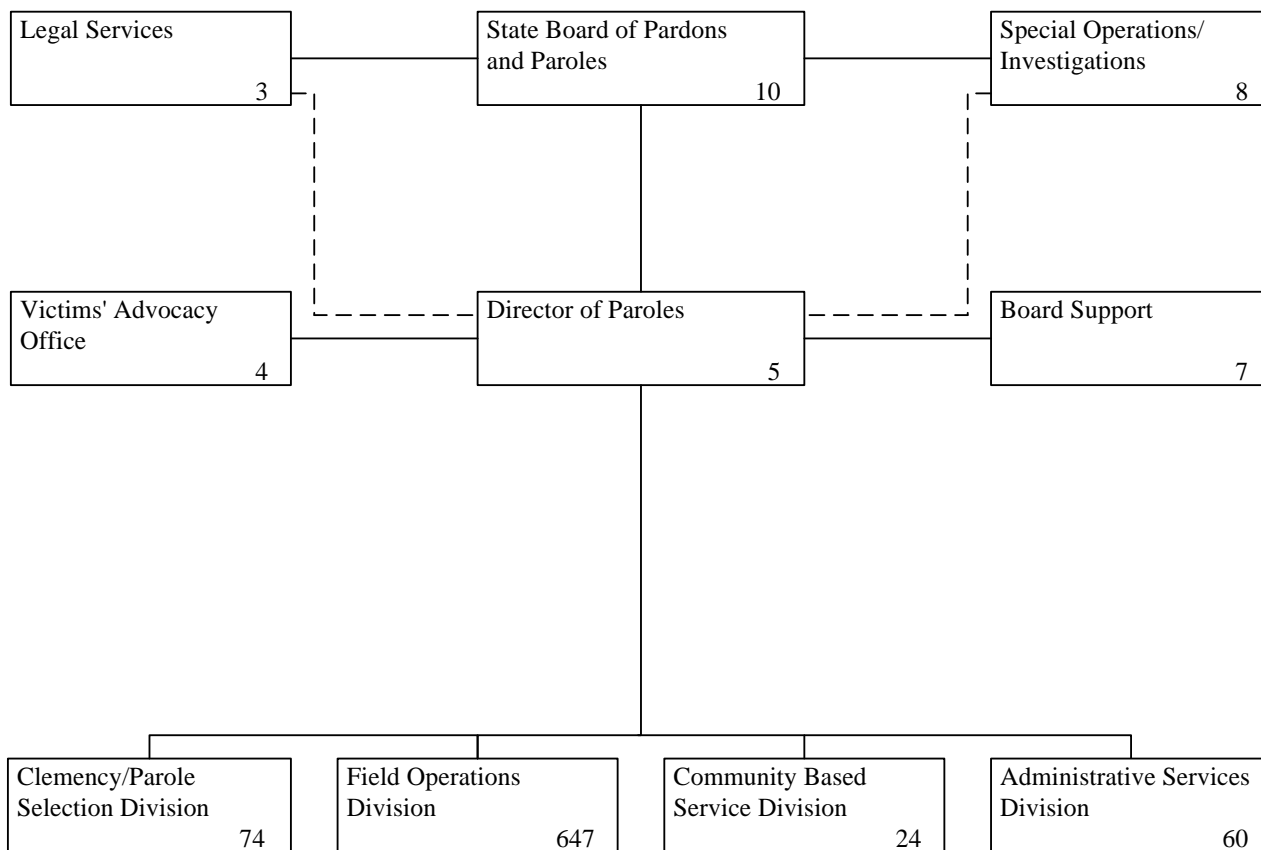 Legal Services
3
State Board of Pardons
and Paroles
10
Special Operations/
Investigations
8
Victims' Advocacy
Office
4
Director of Paroles
5
Board Support
7
Clemency/Parole
Selection Division
74
Field Operations
Division
647
Community Based
Service Division
24
Administrative Services
Division
60